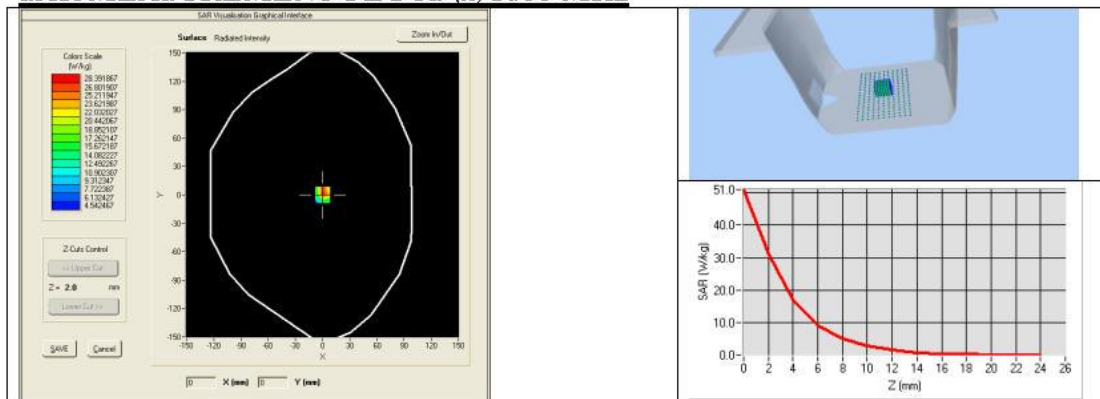 SAR Visualisation Graphical Interface
Surface Radiated Intensity
Zoom In/Out
Colors Scale
(W/kg)
28.391867
26.801907
25.211947
23.621987
22.032027
20.442067
18.852107
17.262147
15.672187
14.082227
12.492267
10.902307
9.312347
7.722387
6.132427
4.542467
Z-Cuts Control
<< Upper Cut
Z = 2.0 mm
Lower Cut >>
SAVE Cancel
150
120
90
60
30
0
-30
-60
-90
-120
-150
Y
-150 -120 -90 -60 -30 0 30 60 90 120 150
X
0 X (mm) 0 Y (mm)
51.0
40.0
30.0
20.0
10.0
0.0
SAR (W/kg)
0 2 4 6 8 10 12 14 16 18 20 22 24 26
Z (mm)